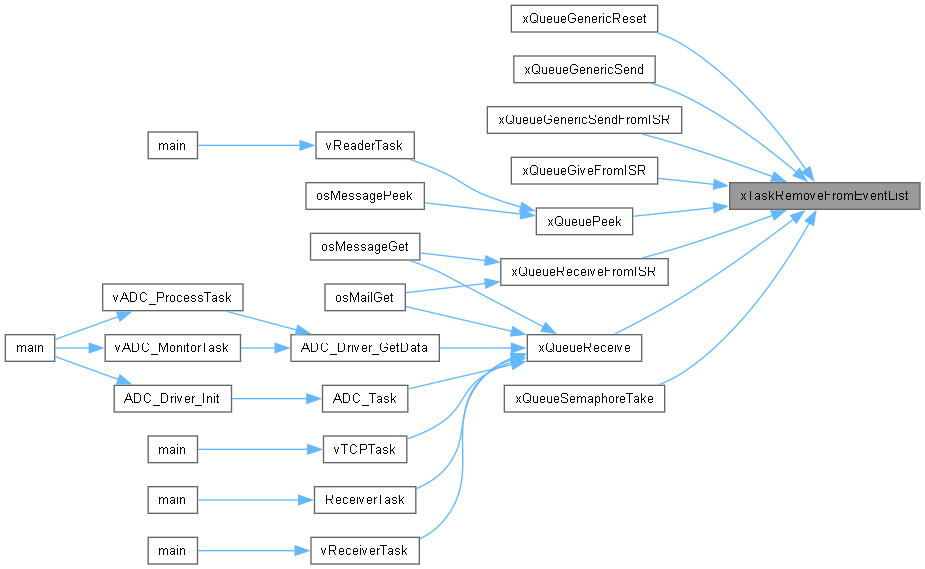 xQueueGenericReset
xQueueGenericSend
xQueueGenericSendFromISR
main
vReaderTask
xQueueGiveFromISR
osMessagePeek
xTaskRemoveFromEventList
xQueuePeek
osMessageGet
xQueueReceiveFromISR
vADC_ProcessTask
osMailGet
main
vADC_MonitorTask
ADC_Driver_GetData
xQueueReceive
ADC_Driver_Init
ADC_Task
xQueueSemaphoreTake
main
vTCPTask
main
ReceiverTask
main
vReceiverTask